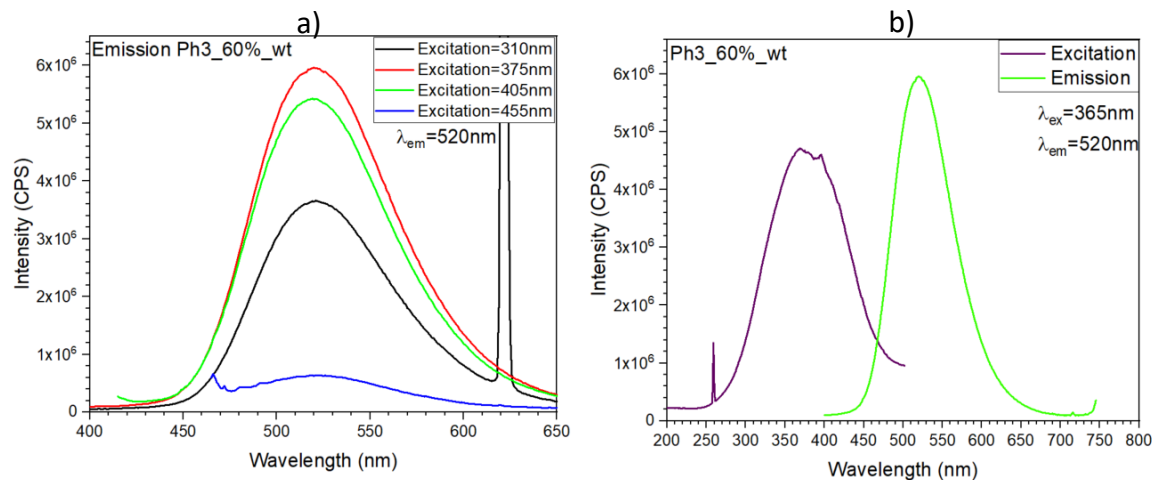 a)
Emission Ph3_60%_wt
Excitation=310nm
Excitation=375nm
Excitation=405nm
Excitation=455nm
λem=520nm
6x10⁶
5x10⁶
4x10⁶
3x10⁶
2x10⁶
1x10⁶
0
400 450 500 550 600 650
Intensity (CPS)
Wavelength (nm)
b)
Ph3_60%_wt
Excitation
Emission
λex=365nm
λem=520nm
6x10⁶
5x10⁶
4x10⁶
3x10⁶
2x10⁶
1x10⁶
0
200 250 300 350 400 450 500 550 600 650 700 750 800
Intensity (CPS)
Wavelength (nm)